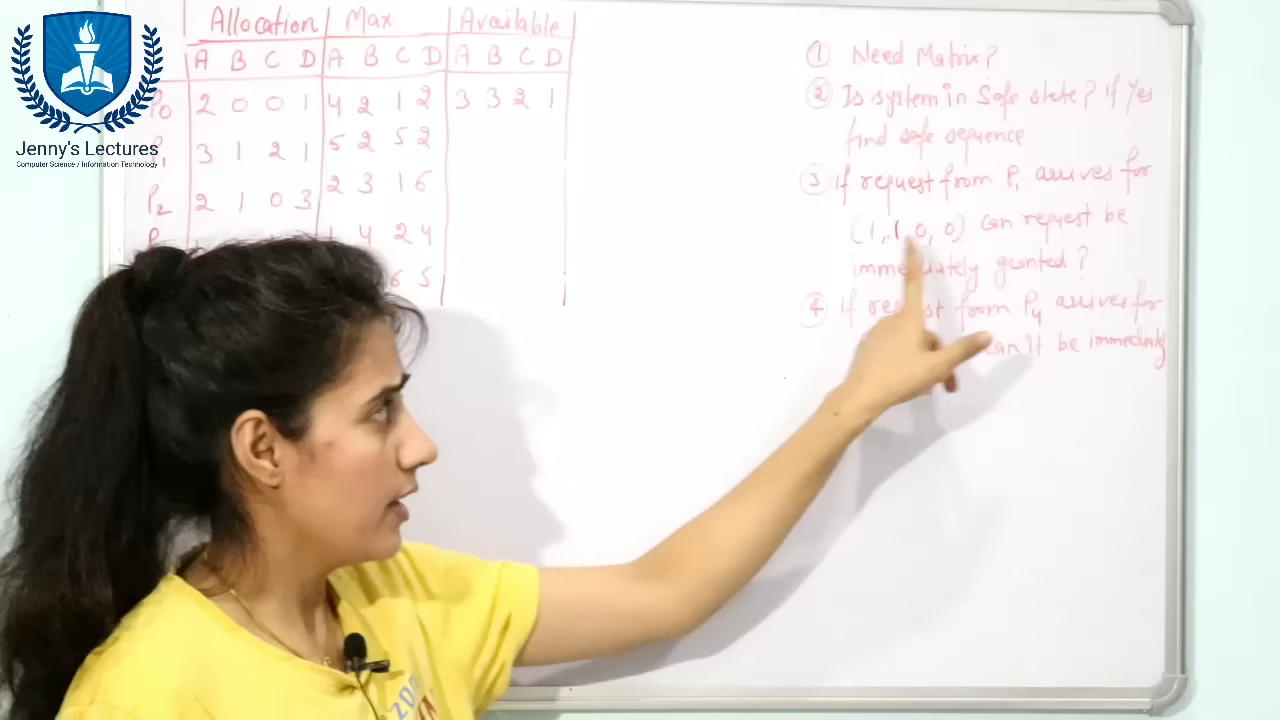 Allocation Max Available
A B C D A B C D A B C D
P0 2 0 0 1 4 2 1 2 3 3 2 1
3 1 2 1 5 2 5 2
P2 2 1 0 3 2 3 1 6
4 2 4
6 5
Jenny's Lectures
Computer Science / Information Technology
① Need Matrix?
② Is system in Safe state? if Yes
find safe sequence
③ if request from P1 arrives for
(1, 1, 0, 0) can request be
immediately granted?
④ if request from P4 arrives for
can it be immediately